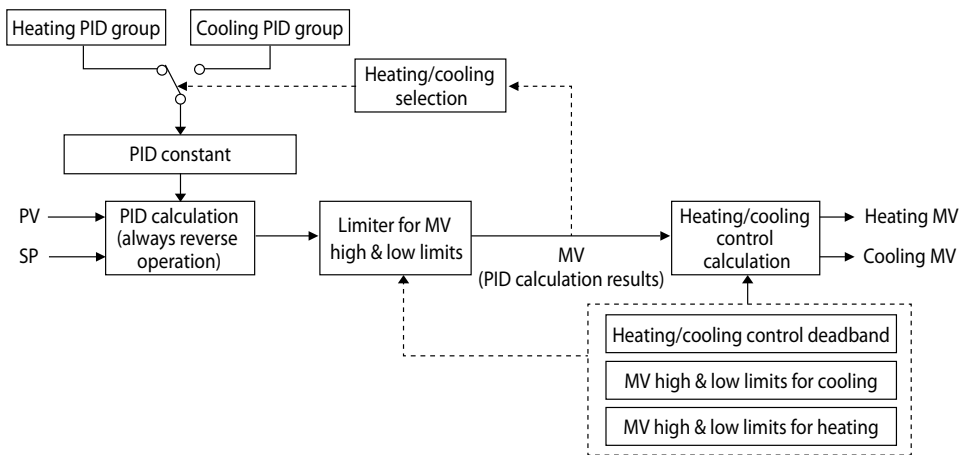 Heating PID group
Cooling PID group
Heating/cooling
selection
PID constant
PV
SP
PID calculation
(always reverse
operation)
Limiter for MV
high & low limits
MV
(PID calculation results)
Heating/cooling
control
calculation
Heating MV
Cooling MV
Heating/cooling control deadband
MV high & low limits for cooling
MV high & low limits for heating